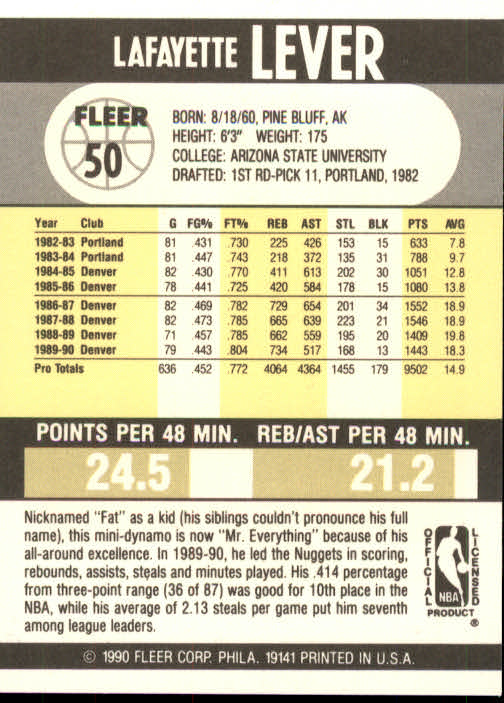 LAFAYETTE LEVER
FLEER
50
BORN: 8/18/60, PINE BLUFF, AK
HEIGHT: 6'3" WEIGHT: 175
COLLEGE: ARIZONA STATE UNIVERSITY
DRAFTED: 1ST RD-PICK 11, PORTLAND, 1982
Year Club G FG% FT% REB AST STL BLK PTS AVG
1982-83 Portland 81 .431 .730 225 426 153 15 633 7.8
1983-84 Portland 81 .447 .743 218 372 135 31 788 9.7
1984-85 Denver 82 .430 .770 411 613 202 30 1051 12.8
1985-86 Denver 78 .441 .725 420 584 178 15 1080 13.8
1986-87 Denver 82 .469 .782 729 654 201 34 1552 18.9
1987-88 Denver 82 .473 .785 665 639 223 21 1546 18.9
1988-89 Denver 71 .457 .785 662 559 195 20 1409 19.8
1989-90 Denver 79 .443 .804 734 517 168 13 1443 18.3
Pro Totals 636 .452 .772 4064 4364 1455 179 9502 14.9
POINTS PER 48 MIN. REB/AST PER 48 MIN.
24.5 21.2
Nicknamed "Fat" as a kid (his siblings couldn't pronounce his full
name), this mini-dynamo is now "Mr. Everything" because of his
all-around excellence. In 1989-90, he led the Nuggets in scoring,
rebounds, assists, steals and minutes played. His .414 percentage
from three-point range (36 of 87) was good for 10th place in the
NBA, while his average of 2.13 steals per game put him seventh
among league leaders.
OFFICIAL
LICENSED
NBA
PRODUCT
®
© 1990 FLEER CORP. PHILA. 19141 PRINTED IN U.S.A.